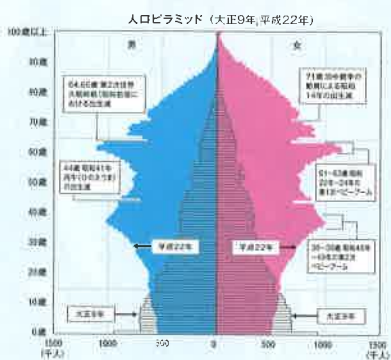 人口ピラミッド (大正9年,平成22年)
100歳以上
男
女
90歳
80歳
70歳
60歳
50歳
40歳
30歳
20歳
10歳
0歳
64,65歳:第2次世界
大戦終戦(昭和20年)に
おける出生減
44歳:昭和41年
丙午(ひのえうま)
の出生減
71歳:日中戦争の
動員による昭和
14年の出生減
61~63歳:昭和
22年~24年の
第1次ベビーブーム
36~39歳:昭和46年
~49年の第2次
ベビーブーム
平成22年
平成22年
大正9年
大正9年
1500 1000 500 0 500 1000 1500
(千人)
(千人)